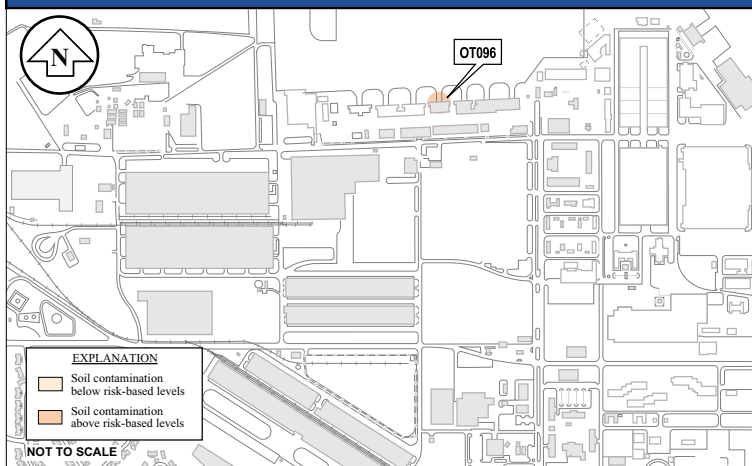 N
OT096
EXPLANATION
Soil contamination
below risk-based levels
Soil contamination
above risk-based levels
NOT TO SCALE